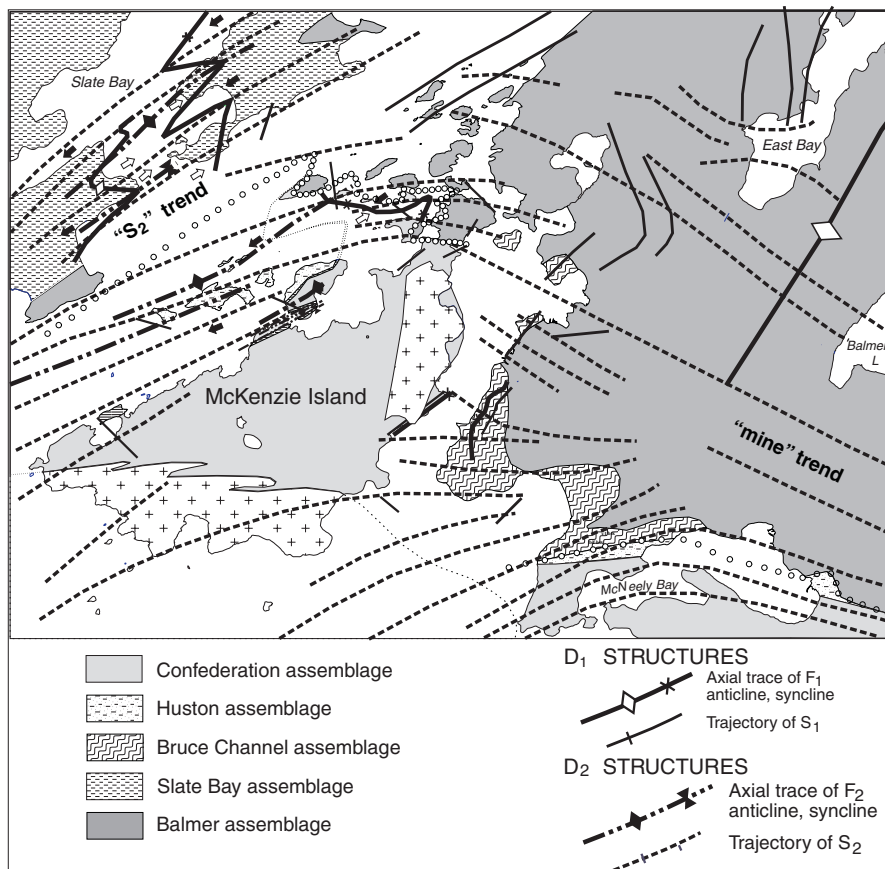 Slate Bay
East Bay
"S2" trend
Balmer
L
McKenzie Island
"mine" trend
McNeely Bay
Confederation assemblage
Huston assemblage
Bruce Channel assemblage
Slate Bay assemblage
Balmer assemblage
D1 STRUCTURES
Axial trace of F1
anticline, syncline
Trajectory of S1
D2 STRUCTURES
Axial trace of F2
anticline, syncline
Trajectory of S2